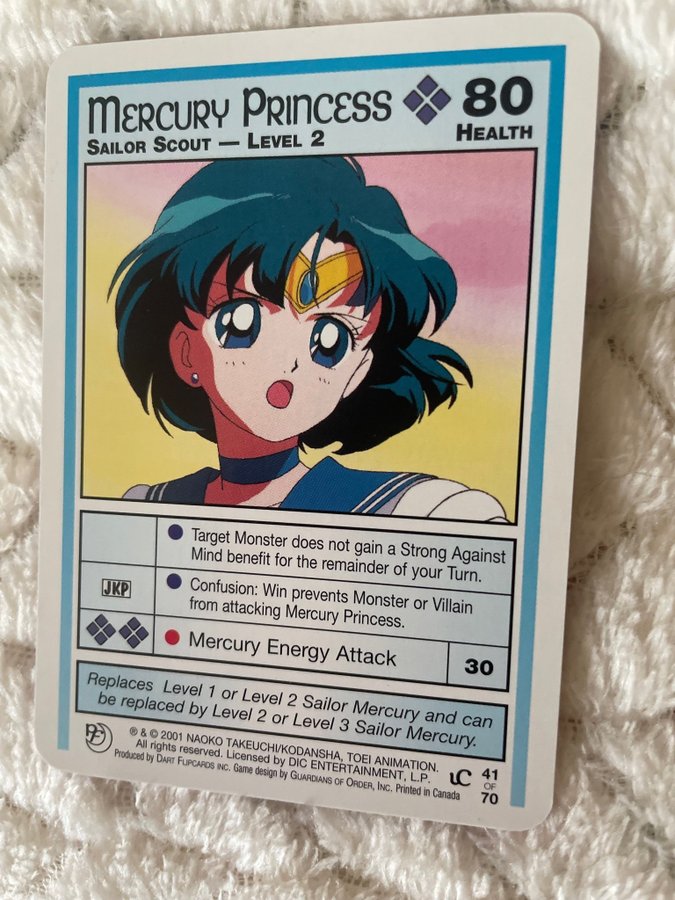 MERCURY PRINCESS 80
SAILOR SCOUT — LEVEL 2 HEALTH
Target Monster does not gain a Strong Against
Mind benefit for the remainder of your Turn.
JKP
Confusion: Win prevents Monster or Villain
from attacking Mercury Princess.
Mercury Energy Attack 30
Replaces Level 1 or Level 2 Sailor Mercury and can
be replaced by Level 2 or Level 3 Sailor Mercury.
® & © 2001 NAOKO TAKEUCHI/KODANSHA, TOEI ANIMATION.
All rights reserved. Licensed by DIC ENTERTAINMENT, L.P.
Produced by DART FLIPCARDS INC. Game design by GUARDIANS OF ORDER, INC. Printed in Canada
UC 41
OF
70